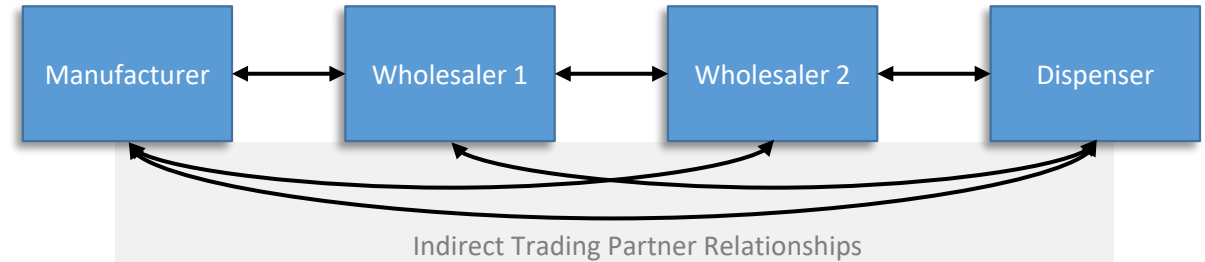 Manufacturer
Wholesaler 1
Wholesaler 2
Dispenser
Indirect Trading Partner Relationships